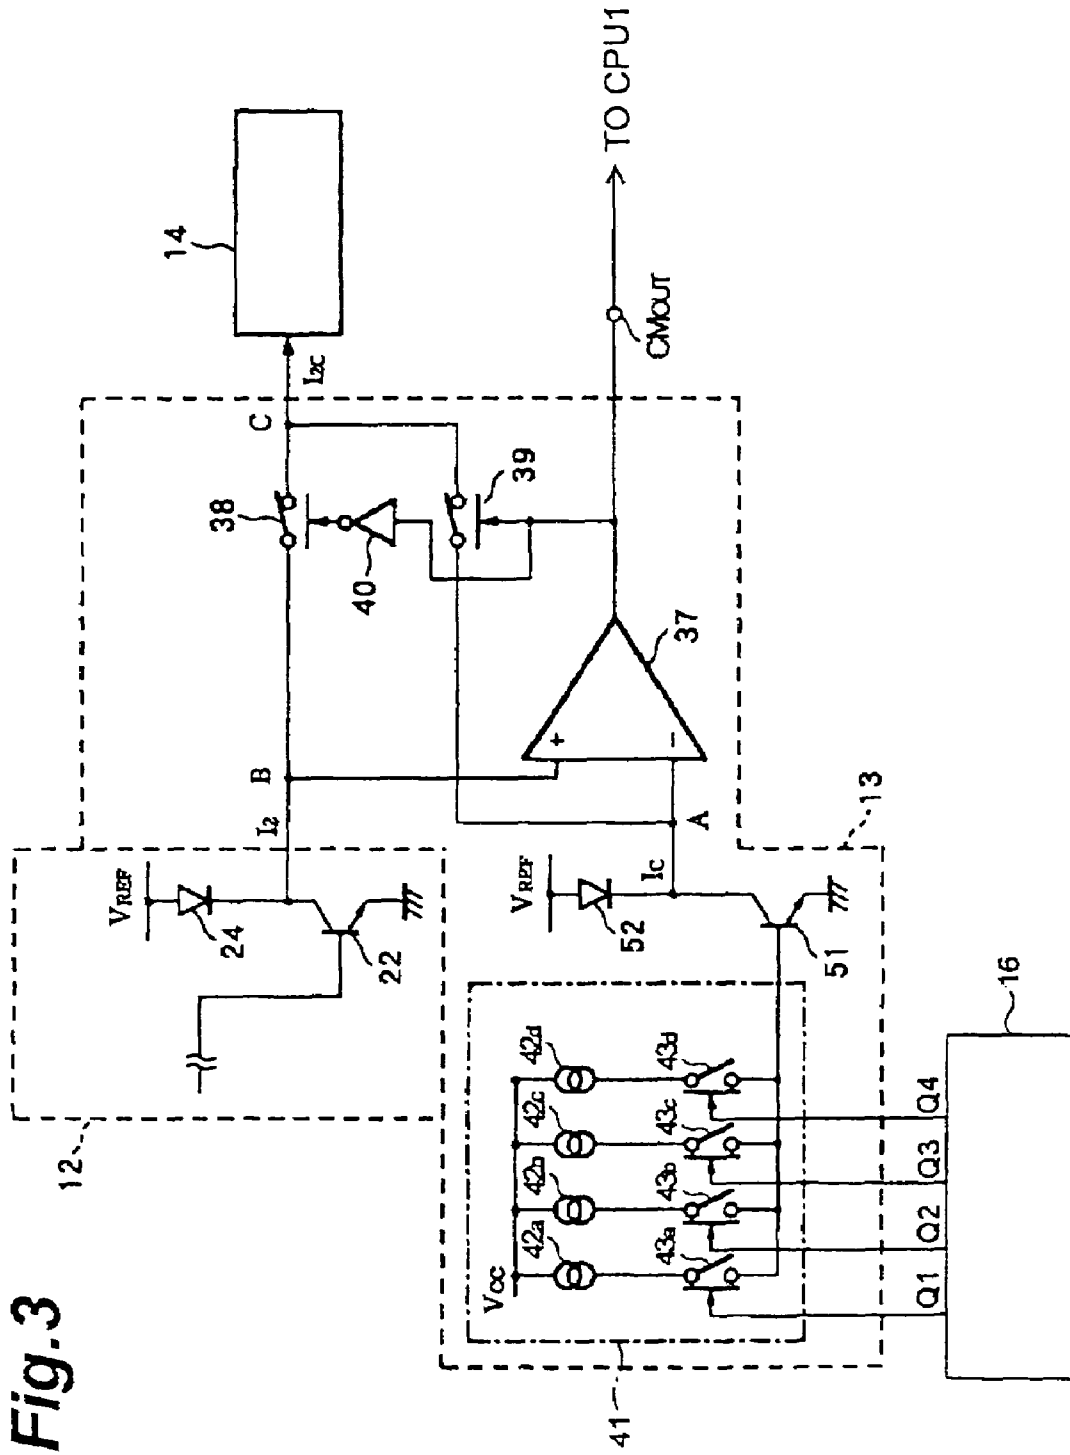 Fig.3
12
VREF
24
22
I2
B
38
C
I2C
14
40
39
+
−
37
CMOUT
TO CPU1
VREF
52
IC
A
51
13
41
VCC
42a
42b
42c
42d
43a
43b
43c
43d
Q1
Q2
Q3
Q4
16